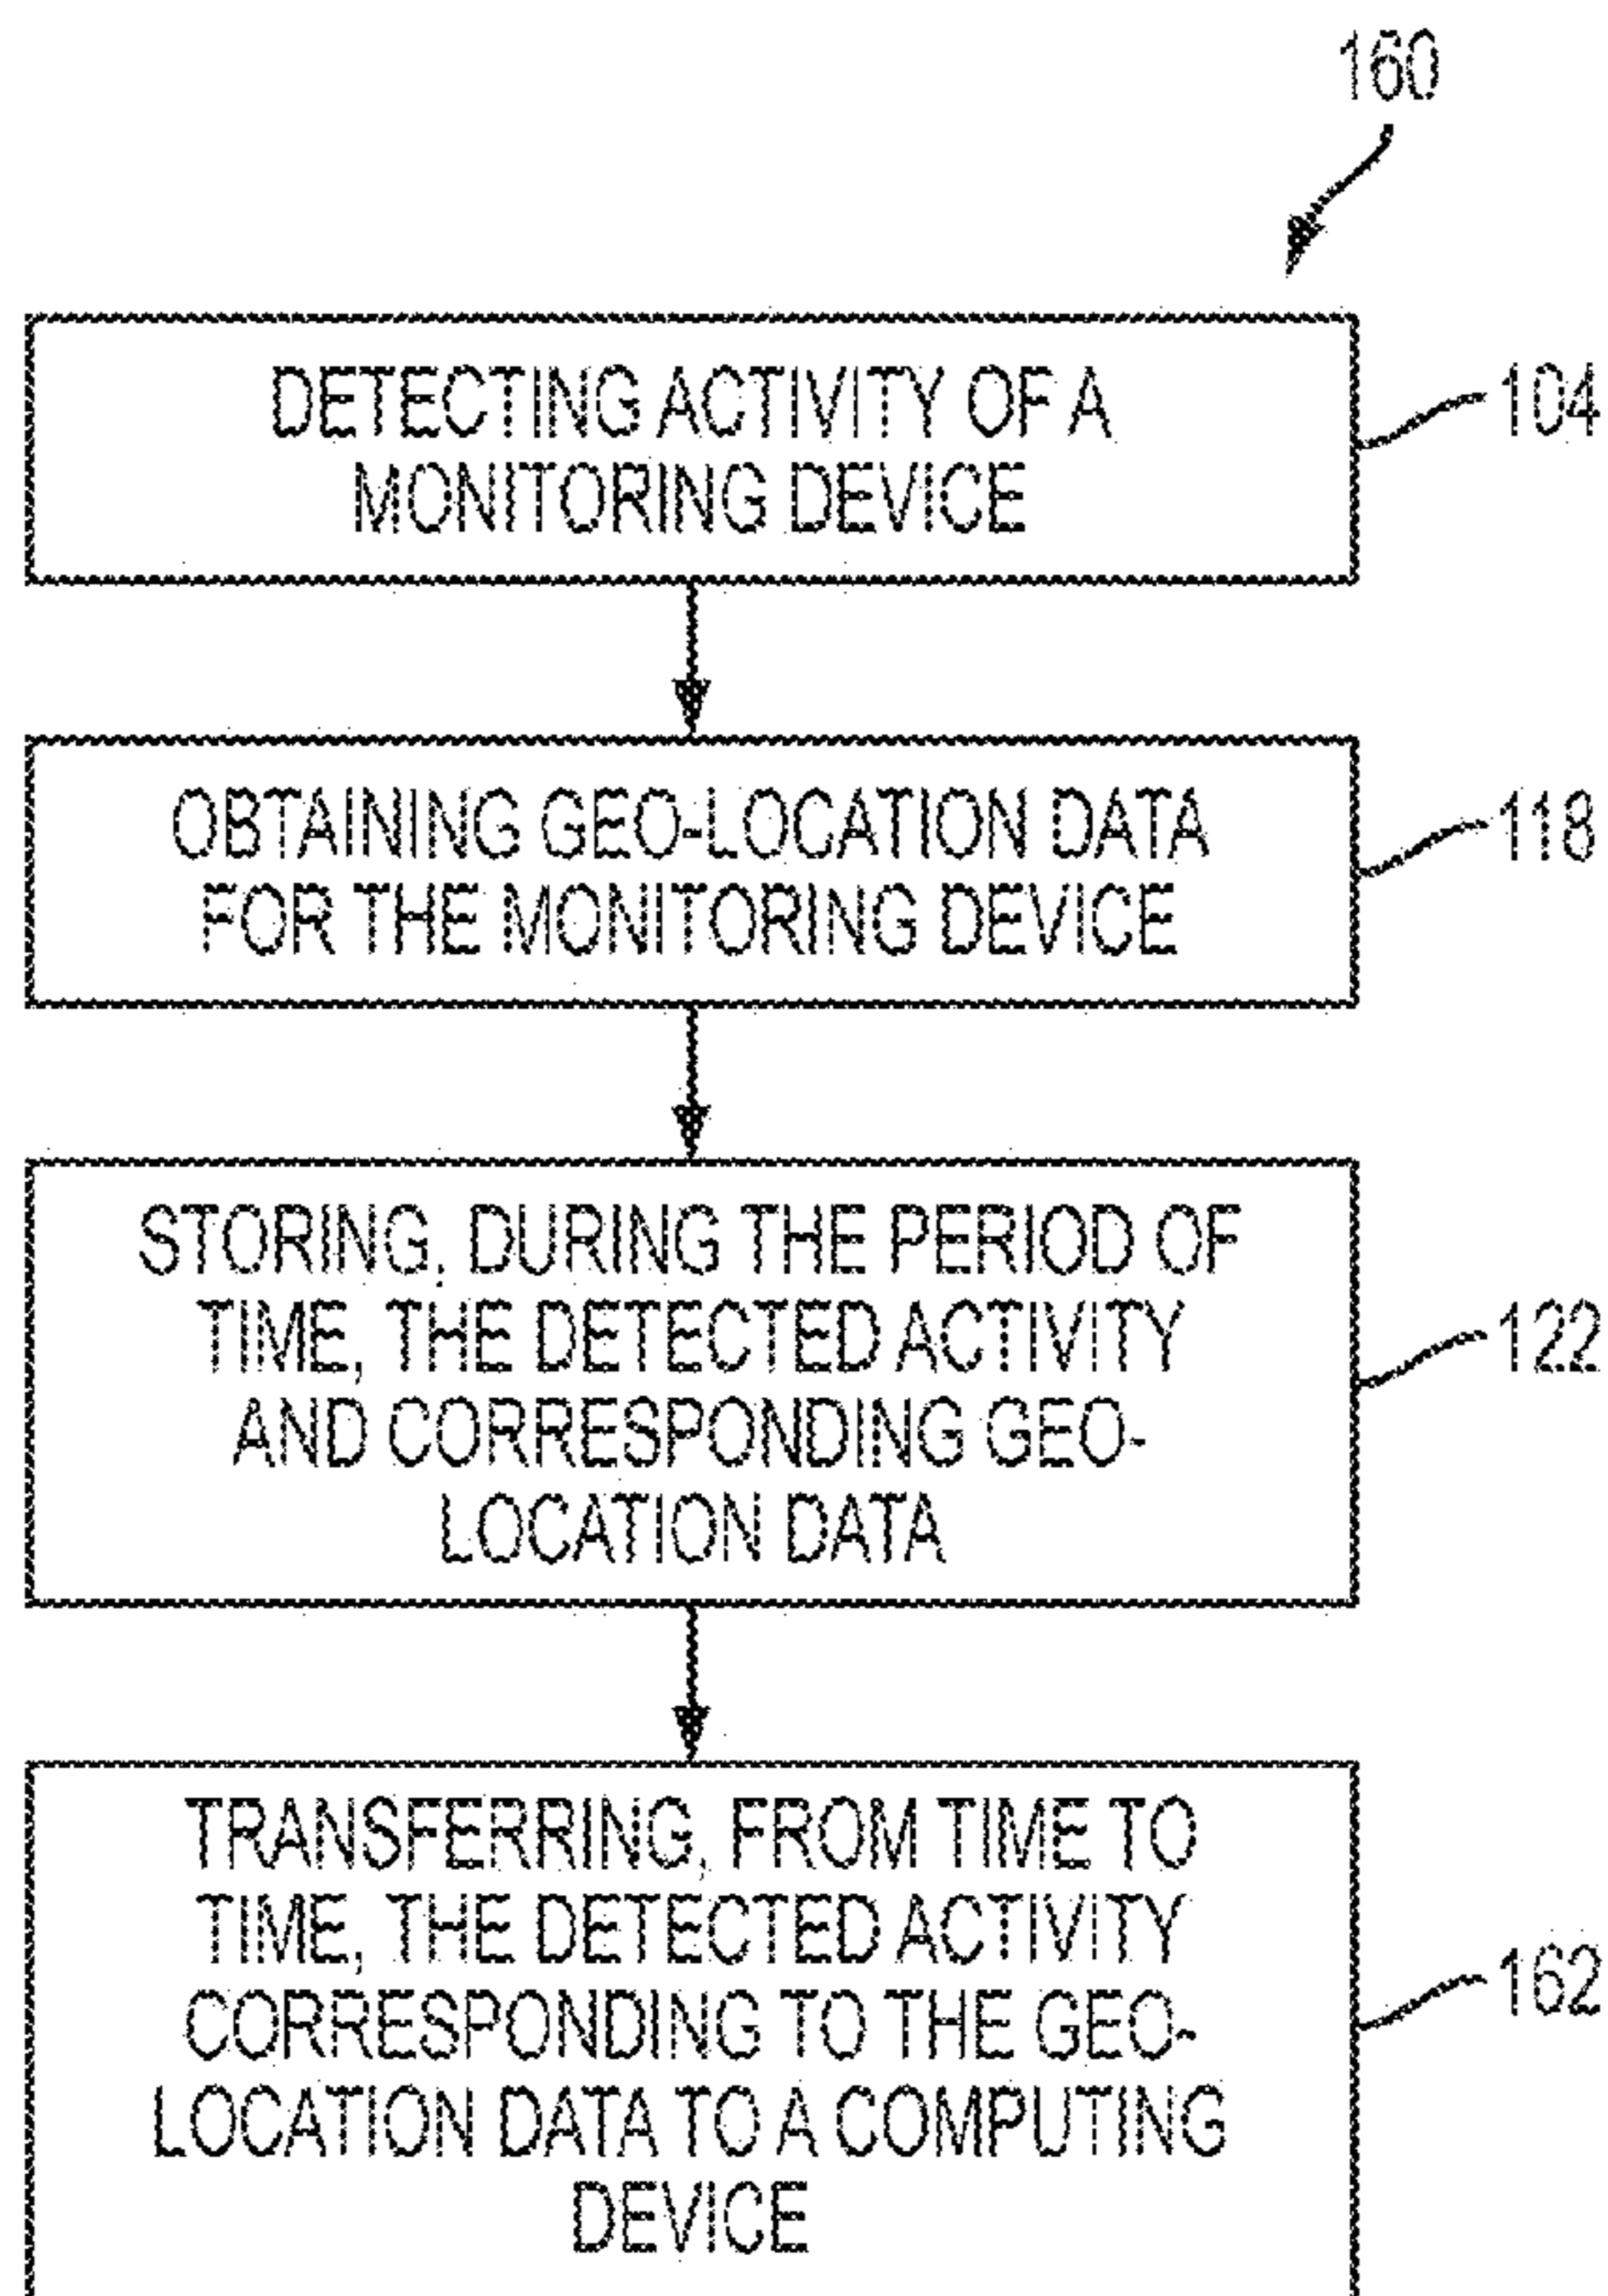 160
DETECTING ACTIVITY OF A
MONITORING DEVICE
104
OBTAINING GEO-LOCATION DATA
FOR THE MONITORING DEVICE
118
STORING, DURING THE PERIOD OF
TIME, THE DETECTED ACTIVITY
AND CORRESPONDING GEO-
LOCATION DATA
122
TRANSFERRING, FROM TIME TO
TIME, THE DETECTED ACTIVITY
CORRESPONDING TO THE GEO-
LOCATION DATA TO A COMPUTING
DEVICE
162